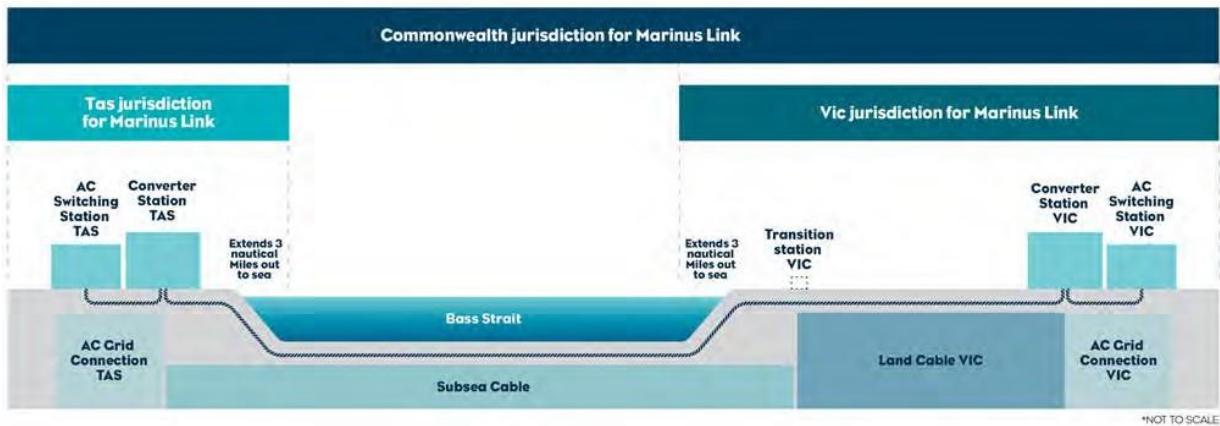 Commonwealth jurisdiction for Marinus Link
Tas jurisdiction
for Marinus Link
Vic jurisdiction for Marinus Link
AC
Switching
Station
TAS
Converter
Station
TAS
Extends 3
nautical
Miles out
to sea
Extends 3
nautical
Miles out
to sea
Transition
station
VIC
Converter
Station
VIC
AC
Switching
Station
VIC
Bass Strait
AC Grid
Connection
TAS
Subsea Cable
Land Cable VIC
AC Grid
Connection
VIC
*NOT TO SCALE